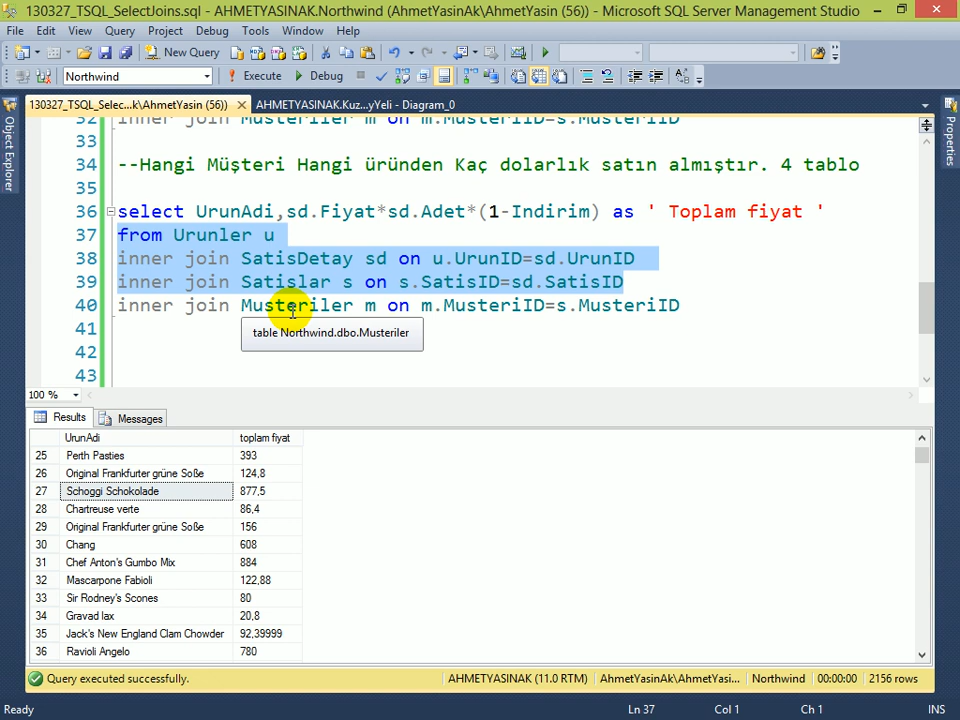 130327_TSQL_SelectJoins.sql - AHMETYASINAK.Northwind (AhmetYasinAk\AhmetYasin (56)) - Microsoft SQL Server Management Studio
File Edit View Query Project Debug Tools Window Help
New Query
Northwind Execute Debug
130327_TSQL_Selec...k\AhmetYasin (56)) AHMETYASINAK.Kuz...yYeli - Diagram_0
Object Explorer
Properties
32 inner join Musteriler m on m.MusteriID=s.MusteriID
33
34 --Hangi Müşteri Hangi üründen Kaç dolarlık satın almıştır. 4 tablo
35
36 select UrunAdi,sd.Fiyat*sd.Adet*(1-Indirim) as ' Toplam fiyat '
37 from Urunler u
38 inner join SatisDetay sd on u.UrunID=sd.UrunID
39 inner join Satislar s on s.SatisID=sd.SatisID
40 inner join Musteriler m on m.MusteriID=s.MusteriID
41
table Northwind.dbo.Musteriler
42
43
100 %
Results Messages
UrunAdi toplam fiyat
25 Perth Pasties 393
26 Original Frankfurter grüne Soße 124,8
27 Schoggi Schokolade 877,5
28 Chartreuse verte 86,4
29 Original Frankfurter grüne Soße 156
30 Chang 608
31 Chef Anton's Gumbo Mix 884
32 Mascarpone Fabioli 122,88
33 Sir Rodney's Scones 80
34 Gravad lax 20,8
35 Jack's New England Clam Chowder 92,39999
36 Ravioli Angelo 780
Query executed successfully. AHMETYASINAK (11.0 RTM) AhmetYasinAk\AhmetYasi... Northwind 00:00:00 2156 rows
Ready Ln 37 Col 1 Ch 1 INS